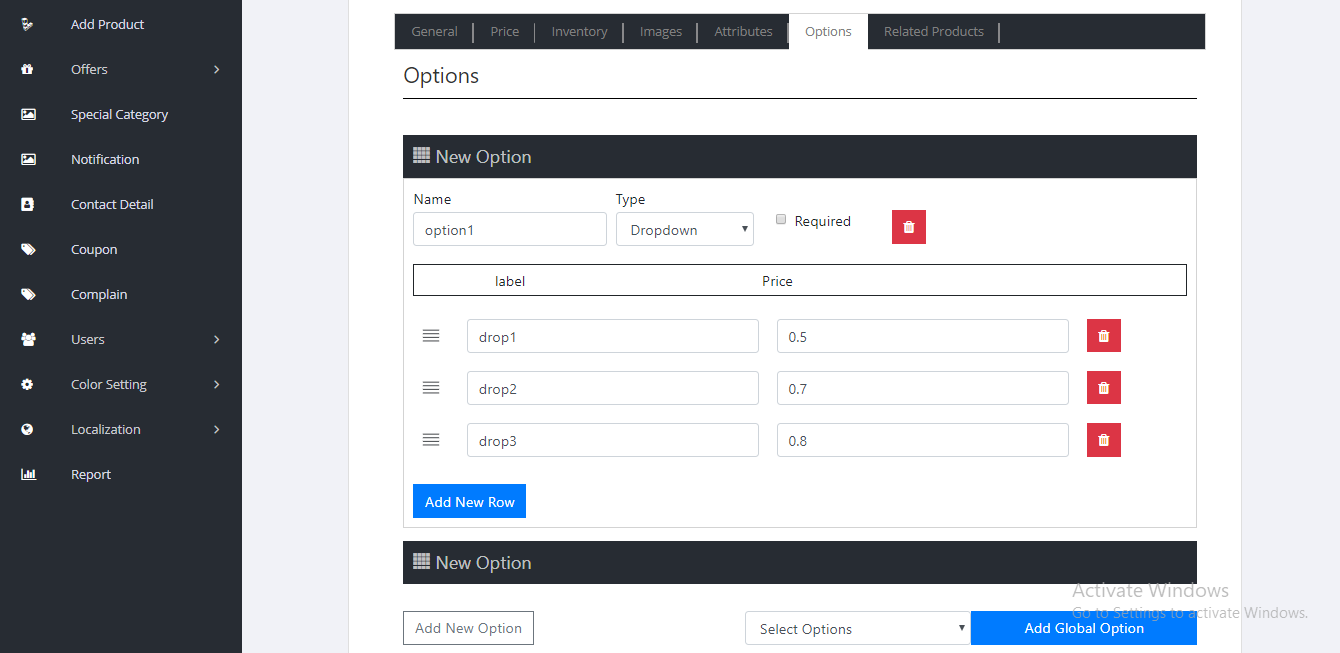 Add Product
Offers
Special Category
Notification
Contact Detail
Coupon
Complain
Users
Color Setting
Localization
Report
General Price Inventory Images Attributes Options Related Products
Options
New Option
Name Type
option1 Dropdown Required
label Price
drop1 0.5
drop2 0.7
drop3 0.8
Add New Row
New Option
Add New Option Select Options Add Global Option
Activate Windows
Go to Settings to activate Windows.